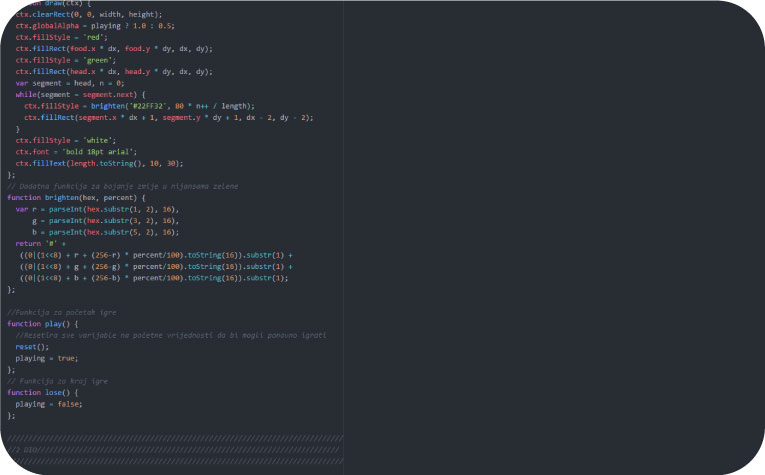 draw(ctx) {
ctx.clearRect(0, 0, width, height);
ctx.globalAlpha = playing ? 1.0 : 0.5;
ctx.fillStyle = 'red';
ctx.fillRect(food.x * dx, food.y * dy, dx, dy);
ctx.fillStyle = 'green';
ctx.fillRect(head.x * dx, head.y * dy, dx, dy);
var segment = head, n = 0;
while(segment = segment.next) {
ctx.fillStyle = brighten('#22FF32', 80 * n++ / length);
ctx.fillRect(segment.x * dx + 1, segment.y * dy + 1, dx - 2, dy - 2);
}
ctx.fillStyle = 'white';
ctx.font = 'bold 18pt arial';
ctx.fillText(length.toString(), 10, 30);
};
// Dodatna funkcija za bojanje zmije u nijansama zelene
function brighten(hex, percent) {
var r = parseInt(hex.substr(1, 2), 16),
g = parseInt(hex.substr(3, 2), 16),
b = parseInt(hex.substr(5, 2), 16);
return '#' +
((0|(1<<8) + r + (256-r) * percent/100).toString(16)).substr(1) +
((0|(1<<8) + g + (256-g) * percent/100).toString(16)).substr(1) +
((0|(1<<8) + b + (256-b) * percent/100).toString(16)).substr(1);
};
//Funkcija za početak igre
function play() {
//Resetira sve varijable na početne vrijednosti da bi mogli ponovno igrati
reset();
playing = true;
};
// Funkcija za kraj igre
function lose() {
playing = false;
};